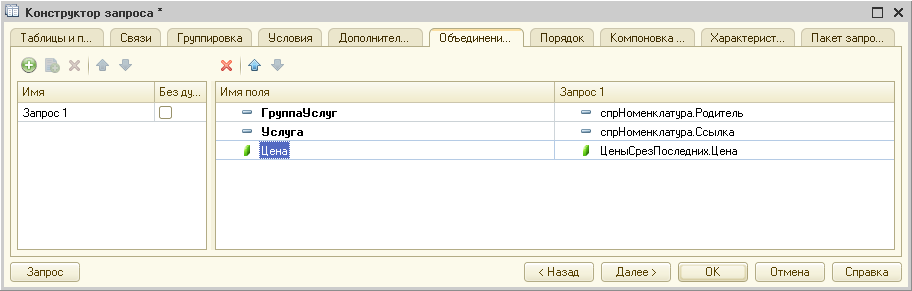 Конструктор запроса *
Таблицы и п... Связи Группировка Условия Дополнител... Объединени... Порядок Компоновка ... Характерист... Пакет запро...
Имя Без ду... Имя поля Запрос 1
Запрос 1 ГруппаУслуг спрНоменклатура.Родитель
Услуга спрНоменклатура.Ссылка
Цена ЦеныСрезПоследних.Цена
Запрос < Назад Далее > ОК Отмена Справка